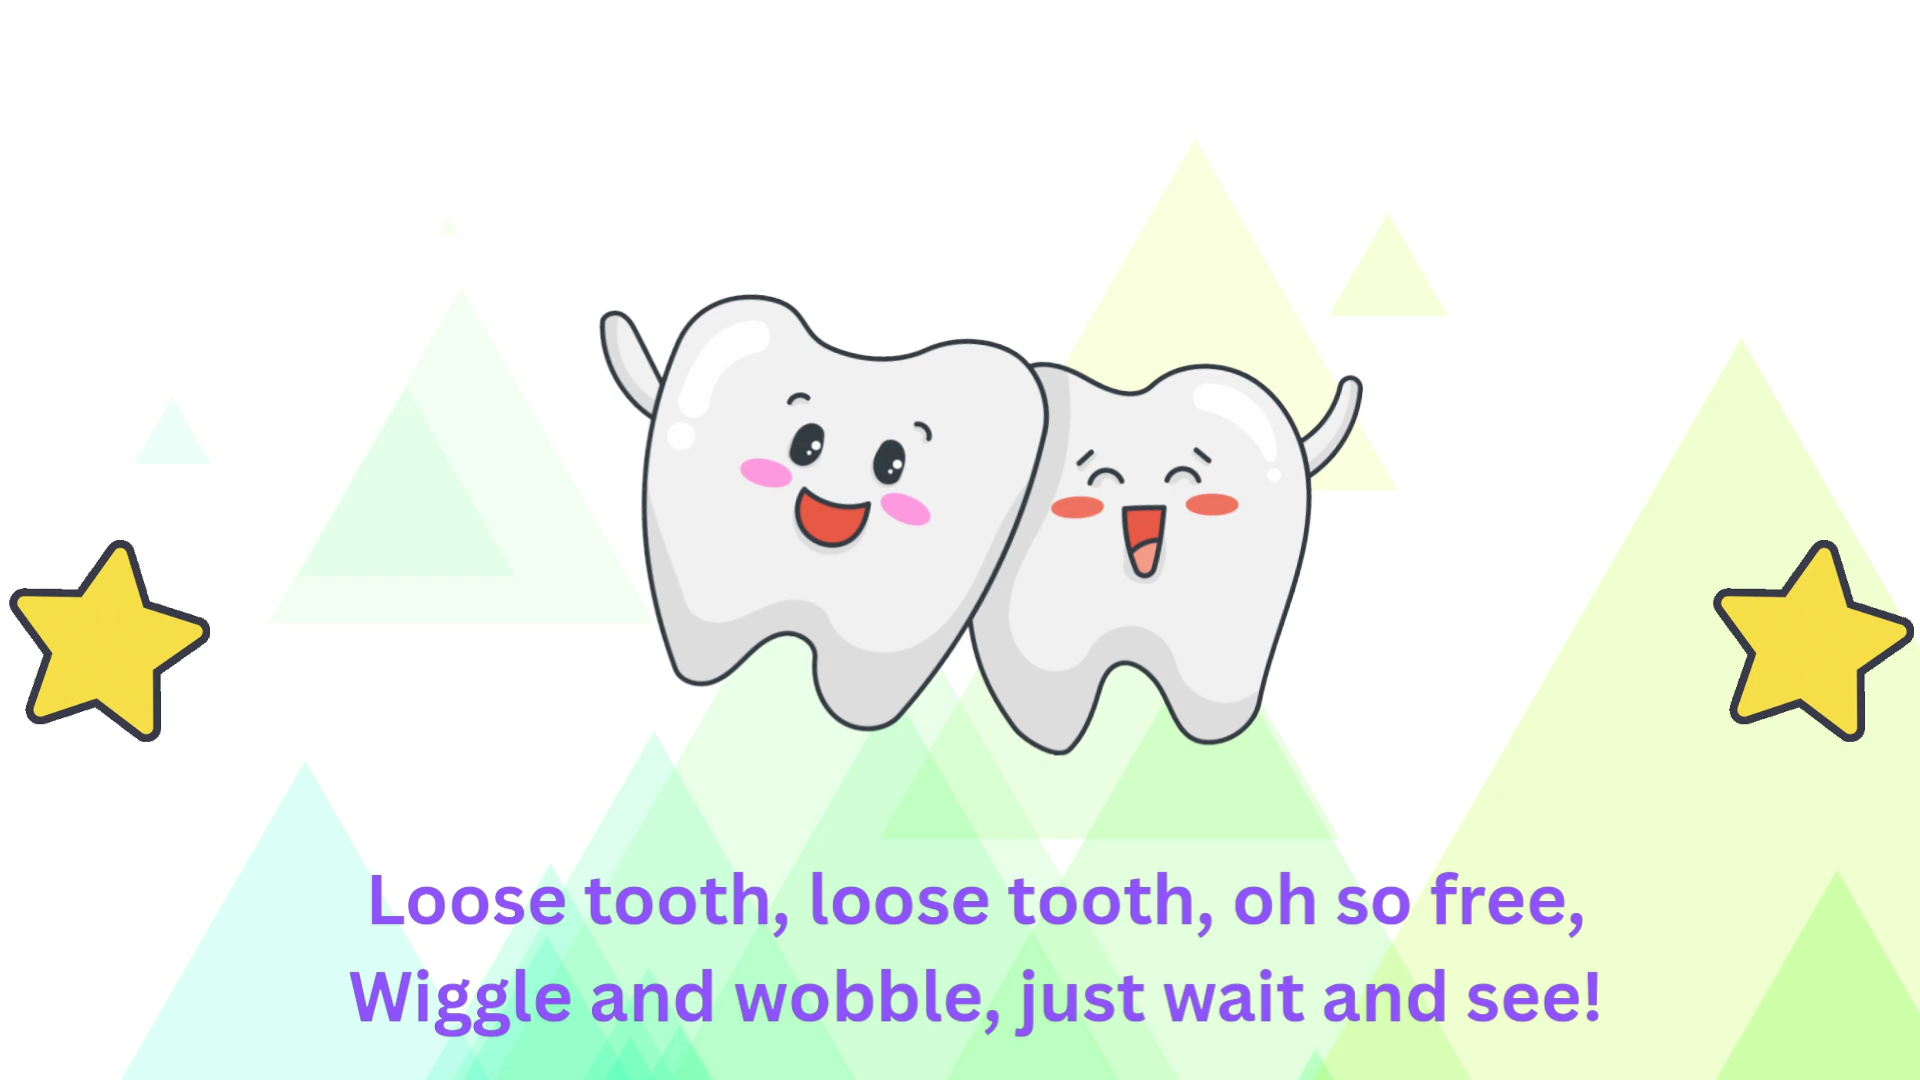 Loose tooth, loose tooth, oh so free,
Wiggle and wobble, just wait and see!